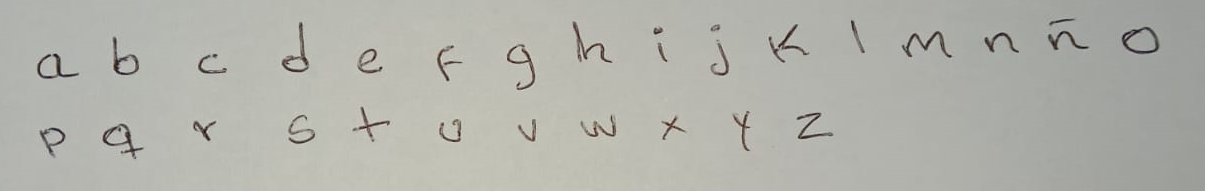 a b c d e f g h i j k l m n ñ o
p q r s t u v w x y z